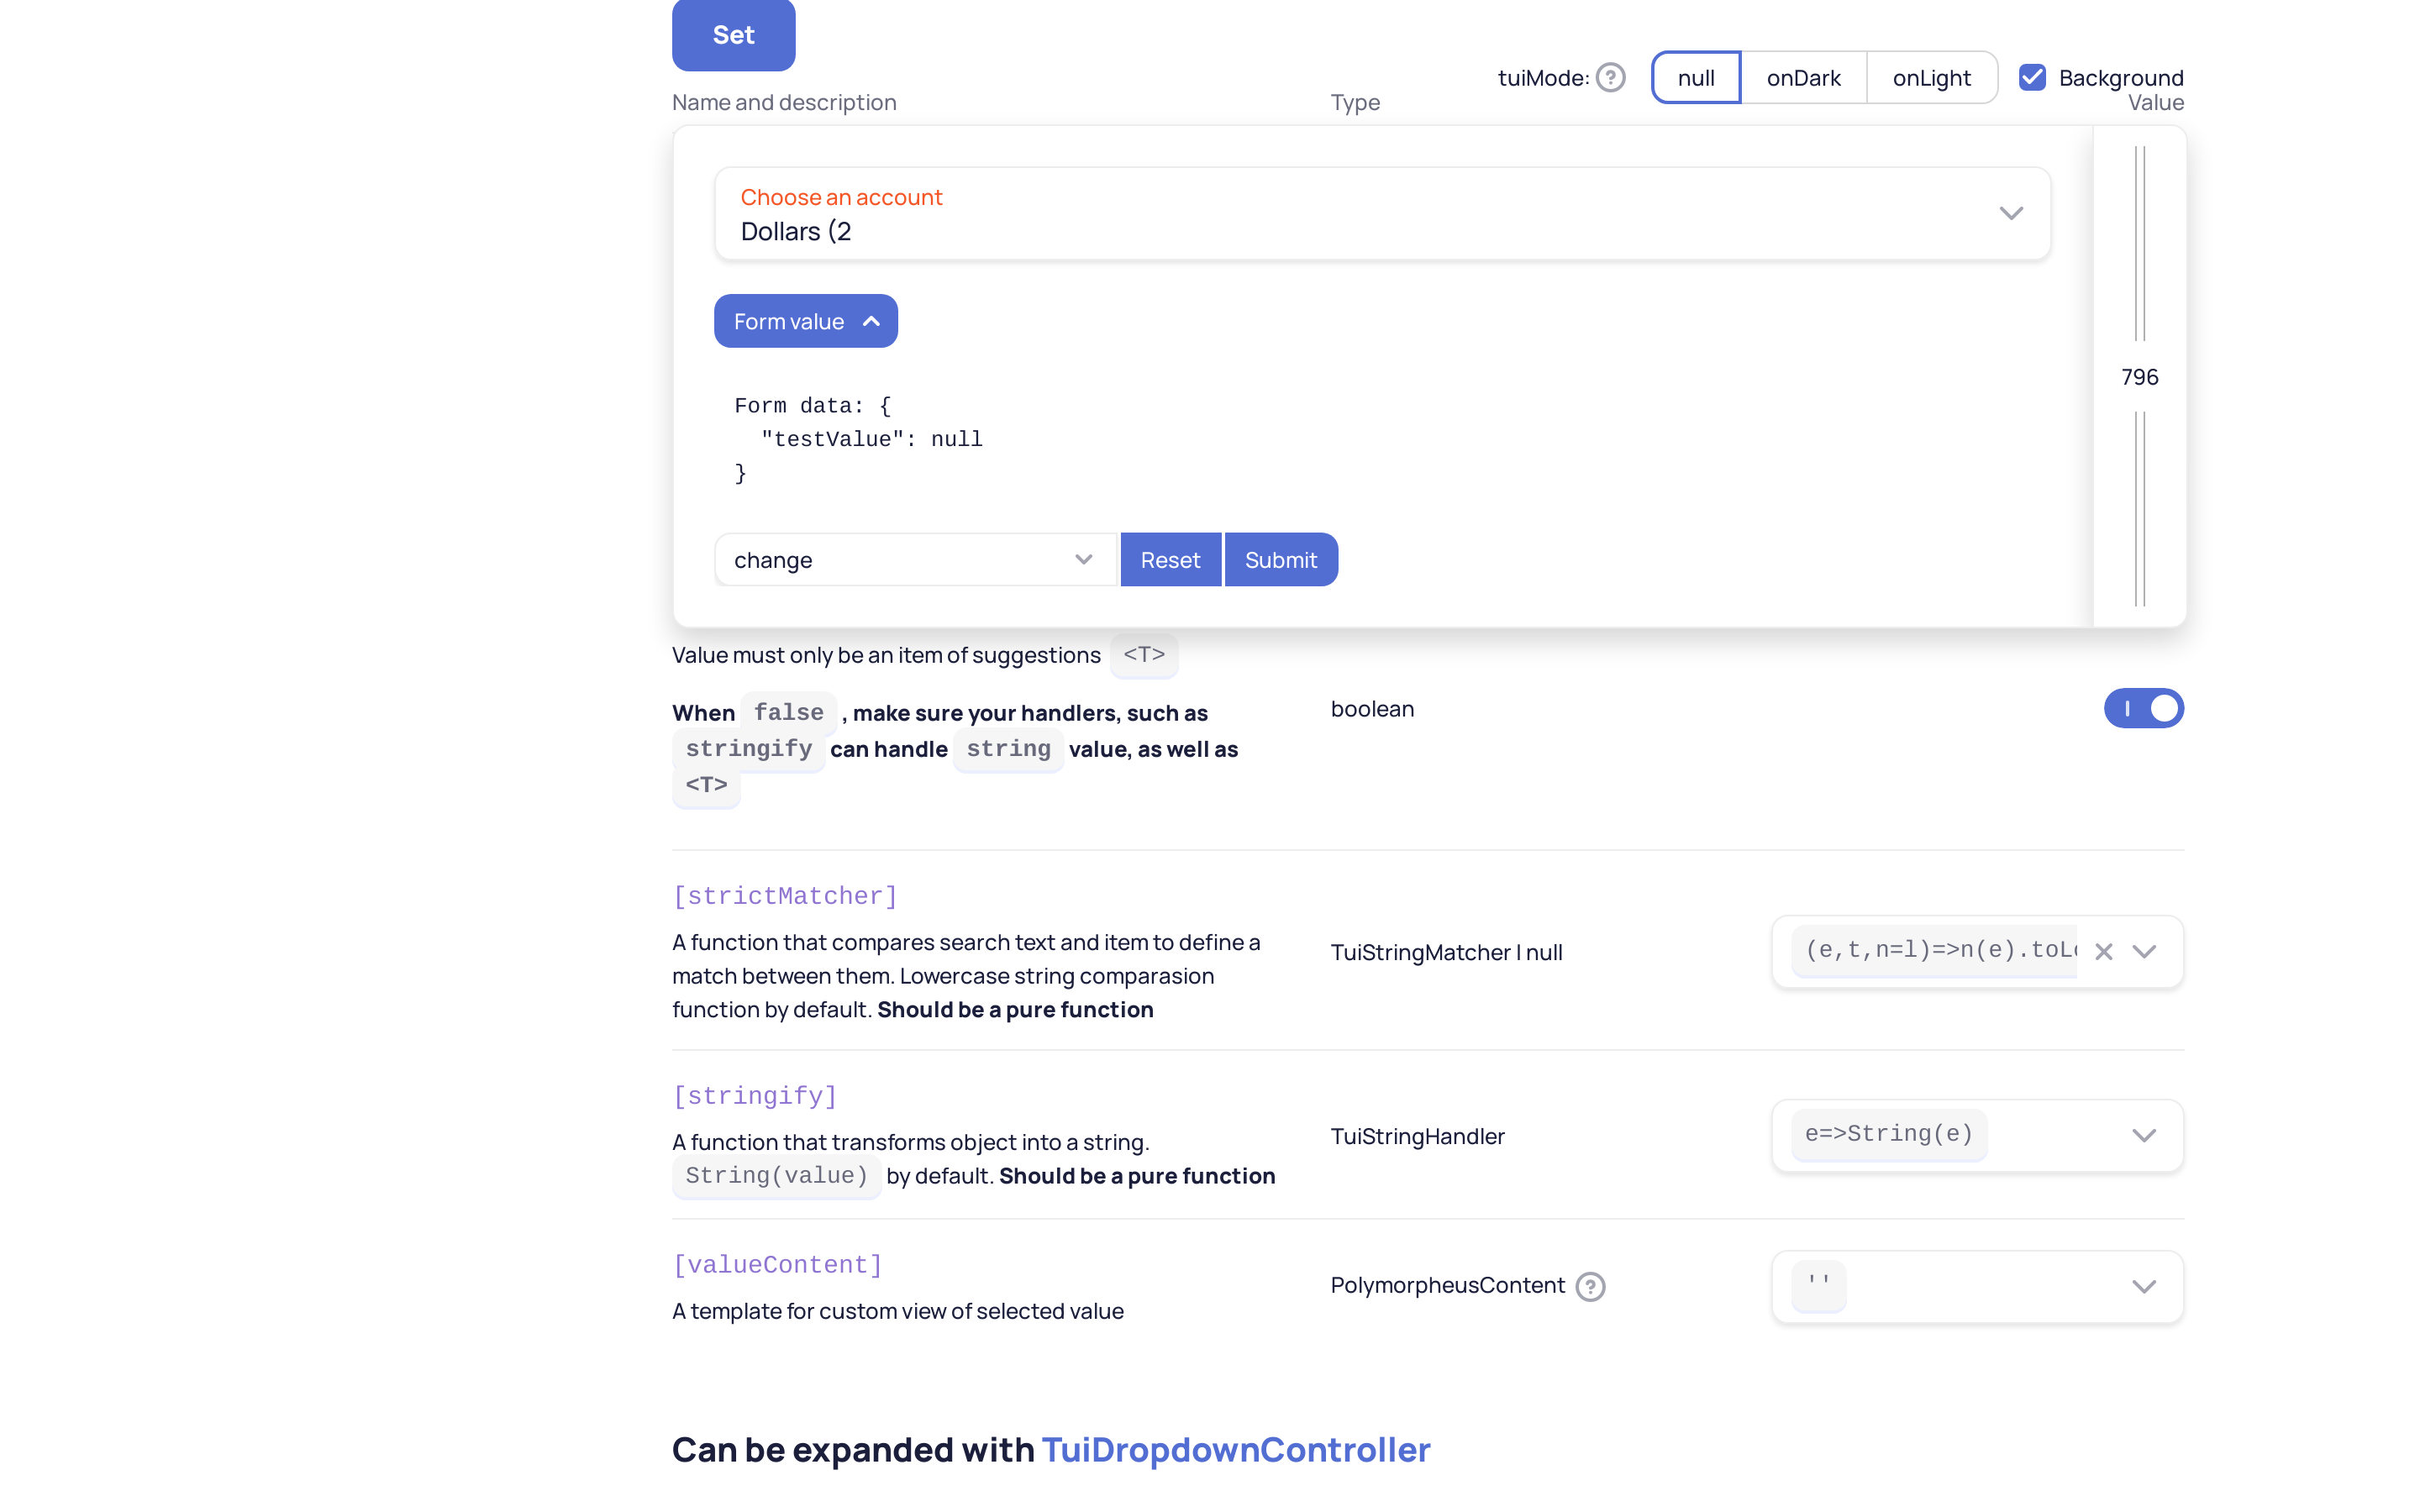 Set
tuiMode: ? null onDark onLight Background
Name and description Type Value
Choose an account
Dollars (2
Form value
796
Form data: {
"testValue": null
}
change Reset Submit
Value must only be an item of suggestions <T>
When false , make sure your handlers, such as
stringify can handle string value, as well as
<T>
boolean
[strictMatcher]
A function that compares search text and item to define a
match between them. Lowercase string comparasion
function by default. Should be a pure function
TuiStringMatcher | null
(e,t,n=l)=>n(e).toLo
[stringify]
A function that transforms object into a string.
String(value) by default. Should be a pure function
TuiStringHandler
e=>String(e)
[valueContent]
A template for custom view of selected value
PolymorpheusContent ?
''
Can be expanded with TuiDropdownController